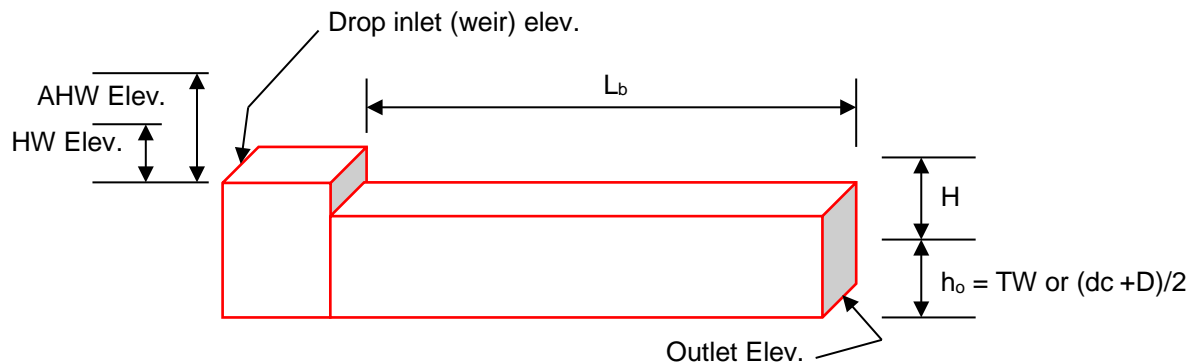 Drop inlet (weir) elev.
AHW Elev.
HW Elev.
Lb
H
ho = TW or (dc +D)/2
Outlet Elev.